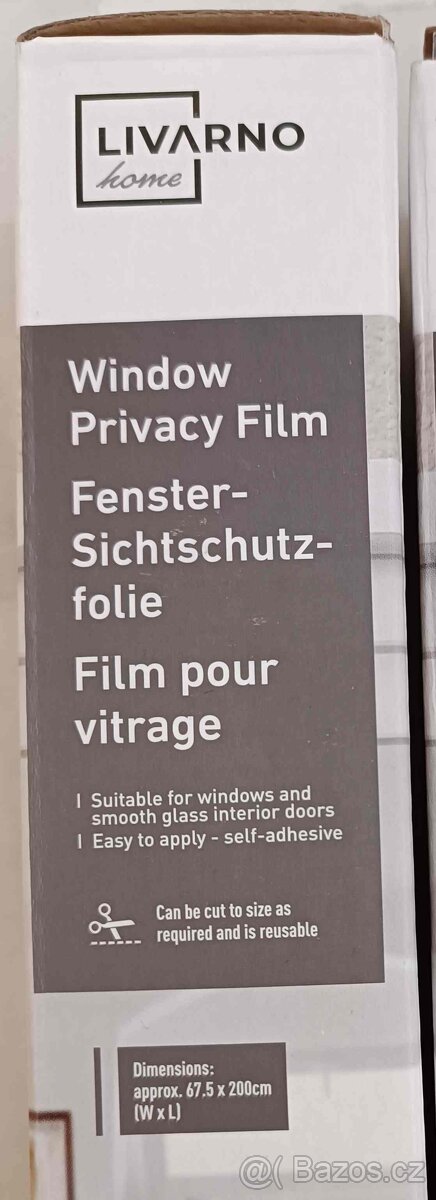 LIVARNO
home
Window
Privacy Film
Fenster-
Sichtschutz-
folie
Film pour
vitrage
| Suitable for windows and
smooth glass interior doors
| Easy to apply - self-adhesive
Can be cut to size as
required and is reusable
Dimensions:
approx. 67.5 x 200cm
(W x L)
Bazos.cz